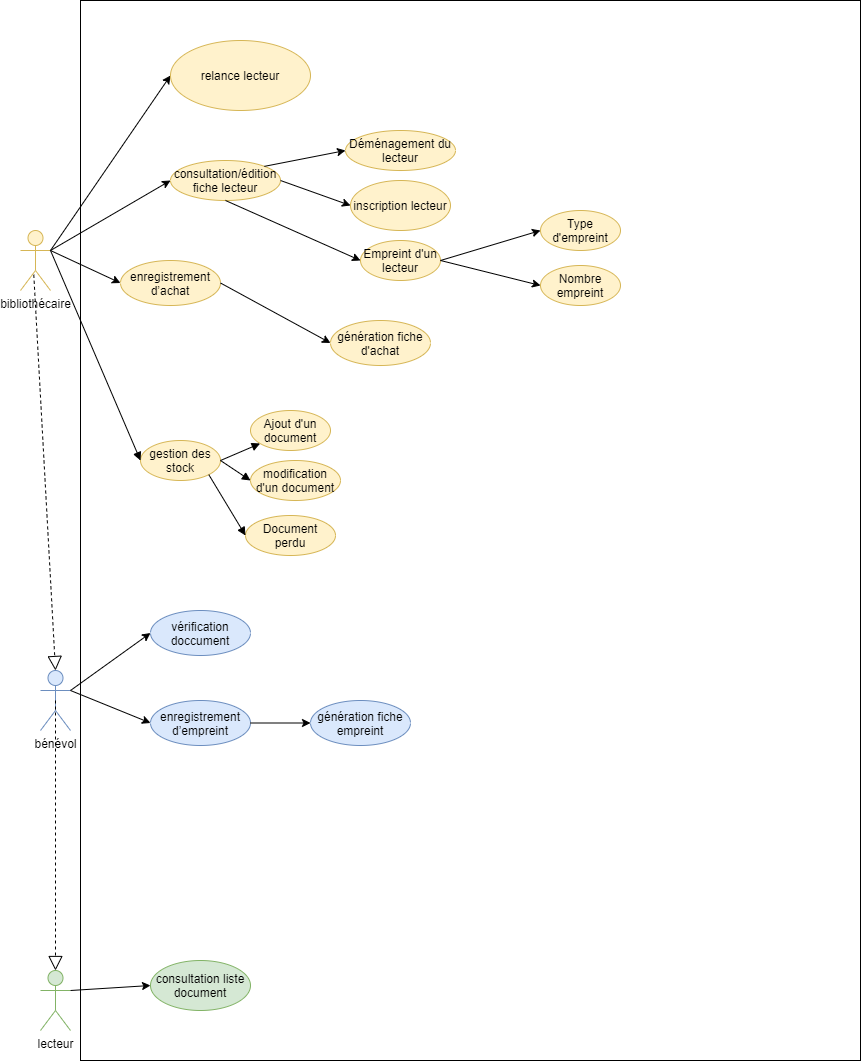 relance lecteur
Déménagement du
lecteur
consultation/édition
fiche lecteur
inscription lecteur
Type
d'empreint
Empreint d'un
lecteur
Nombre
empreint
enregistrement
d'achat
bibliothécaire
génération fiche
d'achat
Ajout d'un
document
gestion des
stock
modification
d'un document
Document
perdu
vérification
doccument
enregistrement
d'empreint
génération fiche
empreint
bénévol
consultation liste
document
lecteur